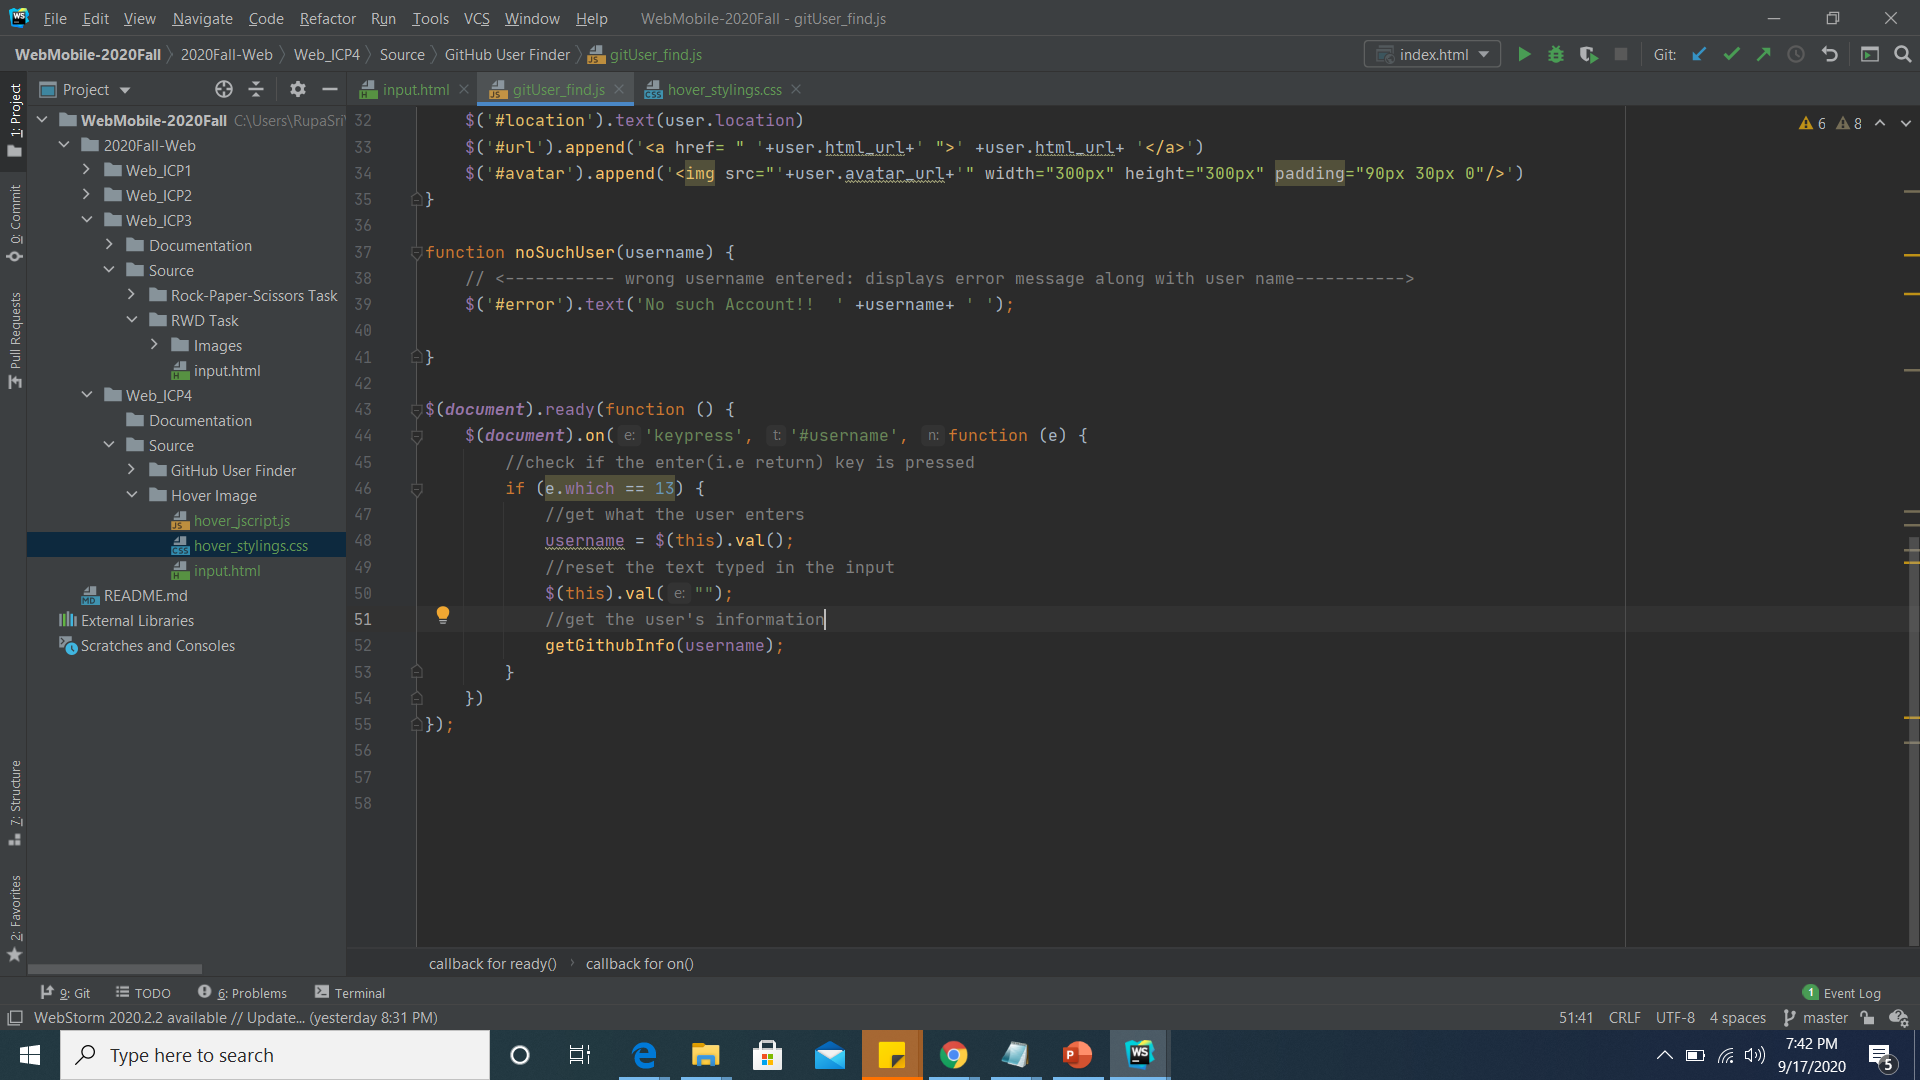 File Edit View Navigate Code Refactor Run Tools VCS Window Help WebMobile-2020Fall - gitUser_find.js
WebMobile-2020Fall 2020Fall-Web Web_ICP4 Source GitHub User Finder gitUser_find.js index.html Git:
Project input.html gitUser_find.js hover_stylings.css
1: Project
0: Commit
Pull Requests
7: Structure
2: Favorites
WebMobile-2020Fall C:\Users\RupaSri\
2020Fall-Web
Web_ICP1
Web_ICP2
Web_ICP3
Documentation
Source
Rock-Paper-Scissors Task
RWD Task
Images
input.html
Web_ICP4
Documentation
Source
GitHub User Finder
Hover Image
hover_jscript.js
hover_stylings.css
input.html
README.md
External Libraries
Scratches and Consoles
6 8
32 $('#location').text(user.location)
33 $('#url').append('<a href= " '+user.html_url+' ">' +user.html_url+ '</a>')
34 $('#avatar').append('<img src="'+user.avatar_url+'" width="300px" height="300px" padding="90px 30px 0"/>')
35 }
36
37 function noSuchUser(username) {
38 // <----------- wrong username entered: displays error message along with user name----------->
39 $('#error').text('No such Account!!  ' +username+ ' ');
40
41 }
42
43 $(document).ready(function () {
44 $(document).on( e: 'keypress', t: '#username', n: function (e) {
45 //check if the enter(i.e return) key is pressed
46 if (e.which == 13) {
47 //get what the user enters
48 username = $(this).val();
49 //reset the text typed in the input
50 $(this).val( e: "");
51 //get the user's information
52 getGithubInfo(username);
53 }
54 })
55 });
56
57
58
callback for ready() callback for on()
9: Git TODO 6: Problems Terminal 1 Event Log
WebStorm 2020.2.2 available // Update... (yesterday 8:31 PM) 51:41 CRLF UTF-8 4 spaces master
Type here to search
7:42 PM
9/17/2020
5